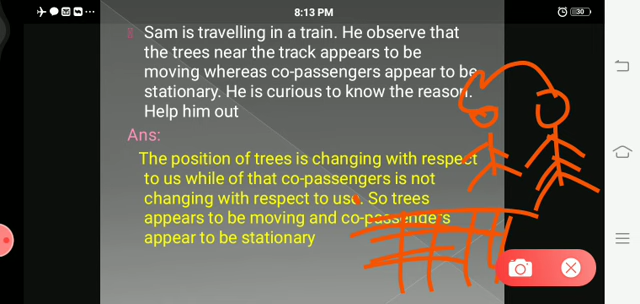 8:13 PM
30
Sam is travelling in a train. He observe that
the trees near the track appears to be
moving whereas co-passengers appear to be
stationary. He is curious to know the reason.
Help him out
Ans:
The position of trees is changing with respect
to us while of that co-passengers is not
changing with respect to use. So trees
appears to be moving and co-passenders
appear to be stationary